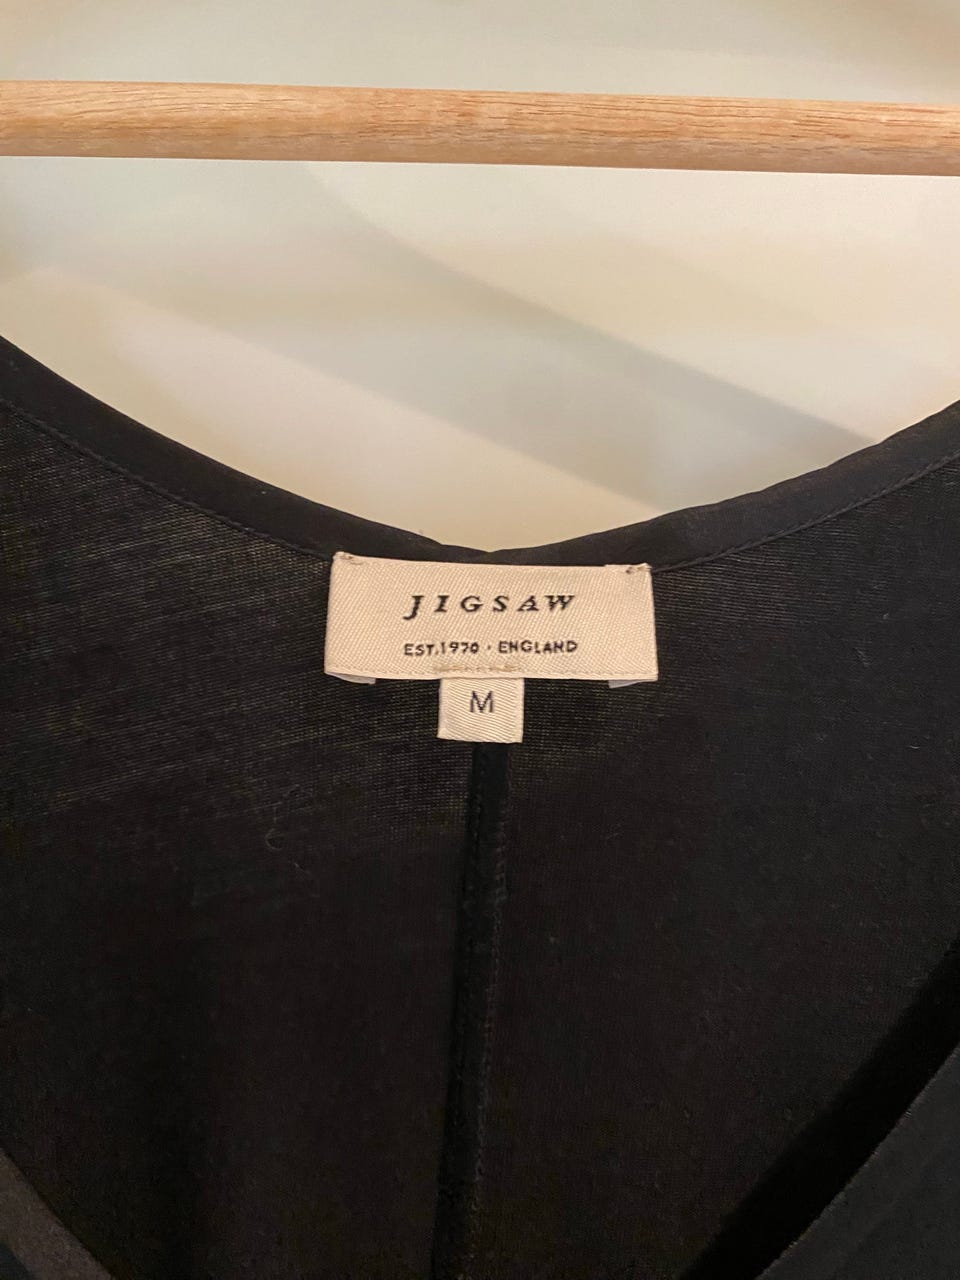 JIGSAW
EST.1970 · ENGLAND
M